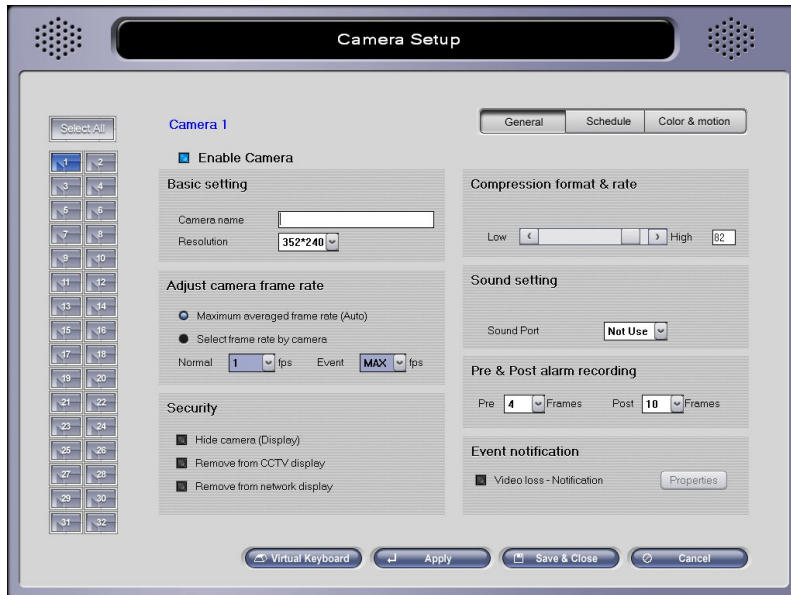 Camera Setup
Select All
Camera 1
General Schedule Color & motion
Enable Camera
1 2
3 4
5 6
7 8
9 10
11 12
13 14
15 16
17 18
19 20
21 22
23 24
25 26
27 28
29 30
31 32
Basic setting
Camera name
Resolution 352*240
Adjust camera frame rate
Maximum averaged frame rate (Auto)
Select frame rate by camera
Normal 1 fps Event MAX fps
Security
Hide camera (Display)
Remove from CCTV display
Remove from network display
Compression format & rate
Low High 82
Sound setting
Sound Port Not Use
Pre & Post alarm recording
Pre 4 Frames Post 10 Frames
Event notification
Video loss - Notification Properties
Virtual Keyboard Apply Save & Close Cancel